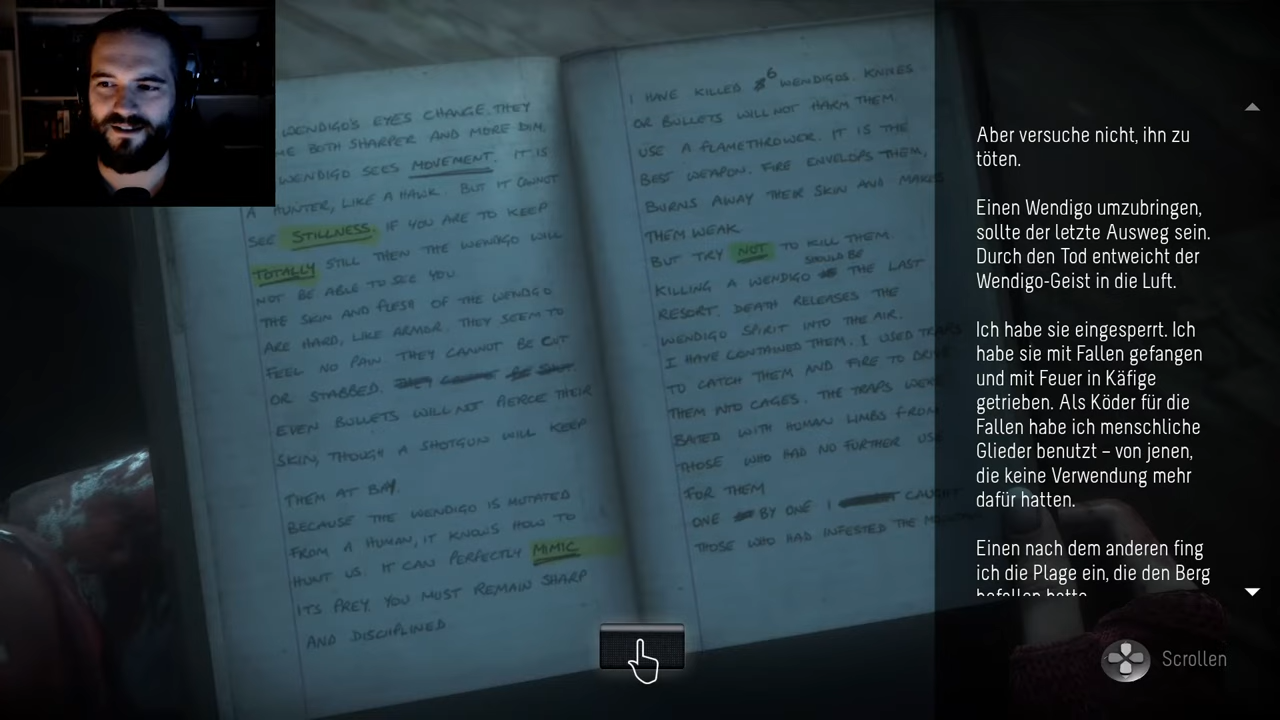 WENDIGO'S EYES CHANGE. THEY
BOTH SHARPER AND MORE DIM.
WENDIGO SEES MOVEMENT. IT IS
A HUNTER, LIKE A HAWK. BUT IT CANNOT
SEE STILLNESS. IF YOU ARE TO KEEP
TOTALLY STILL THEN THE WENDIGO WILL
NOT BE ABLE TO SEE YOU.
THE SKIN AND FLESH OF THE WENDIGO
ARE HARD, LIKE ARMOR. THEY SEEM TO
FEEL NO PAIN THEY CANNOT BE CUT
OR STABBED.
EVEN BULLETS WILL NOT PIERCE THEIR
SKIN, THOUGH A SHOTGUN WILL KEEP
THEM AT BAY.
BECAUSE THE WENDIGO IS MUTATED
FROM A HUMAN, IT KNOWS HOW TO
HUNT US. IT CAN PERFECTLY MIMIC
ITS PREY. YOU MUST REMAIN SHARP
AND DISCIPLINED
I HAVE KILLED 6 WENDIGOS. KNIVES
OR BULLETS WILL NOT HARM THEM.
USE A FLAMETHROWER. IT IS THE
BEST WEAPON. FIRE ENVELOPS THEM,
BURNS AWAY THEIR SKIN AND MAKES
THEM WEAK
BUT TRY NOT TO KILL THEM.
KILLING A WENDIGO SHOULD BE THE LAST
RESORT. DEATH RELEASES THE
WENDIGO SPIRIT INTO THE AIR.
I HAVE CONTAINED THEM. I USED TRAPS
TO CATCH THEM AND FIRE TO DRIVE
THEM INTO CAGES. THE TRAPS WERE
BATED WITH HUMAN LIMBS FROM
THOSE WHO HAD NO FURTHER USE
FOR THEM
ONE BY ONE I CAUGHT
THOSE WHO HAD INFESTED THE
Aber versuche nicht, ihn zu
töten.
Einen Wendigo umzubringen,
sollte der letzte Ausweg sein.
Durch den Tod entweicht der
Wendigo-Geist in die Luft.
Ich habe sie eingesperrt. Ich
habe sie mit Fallen gefangen
und mit Feuer in Käfige
getrieben. Als Köder für die
Fallen habe ich menschliche
Glieder benutzt – von jenen,
die keine Verwendung mehr
dafür hatten.
Einen nach dem anderen fing
ich die Plage ein, die den Berg
befallen hatte
Scrollen